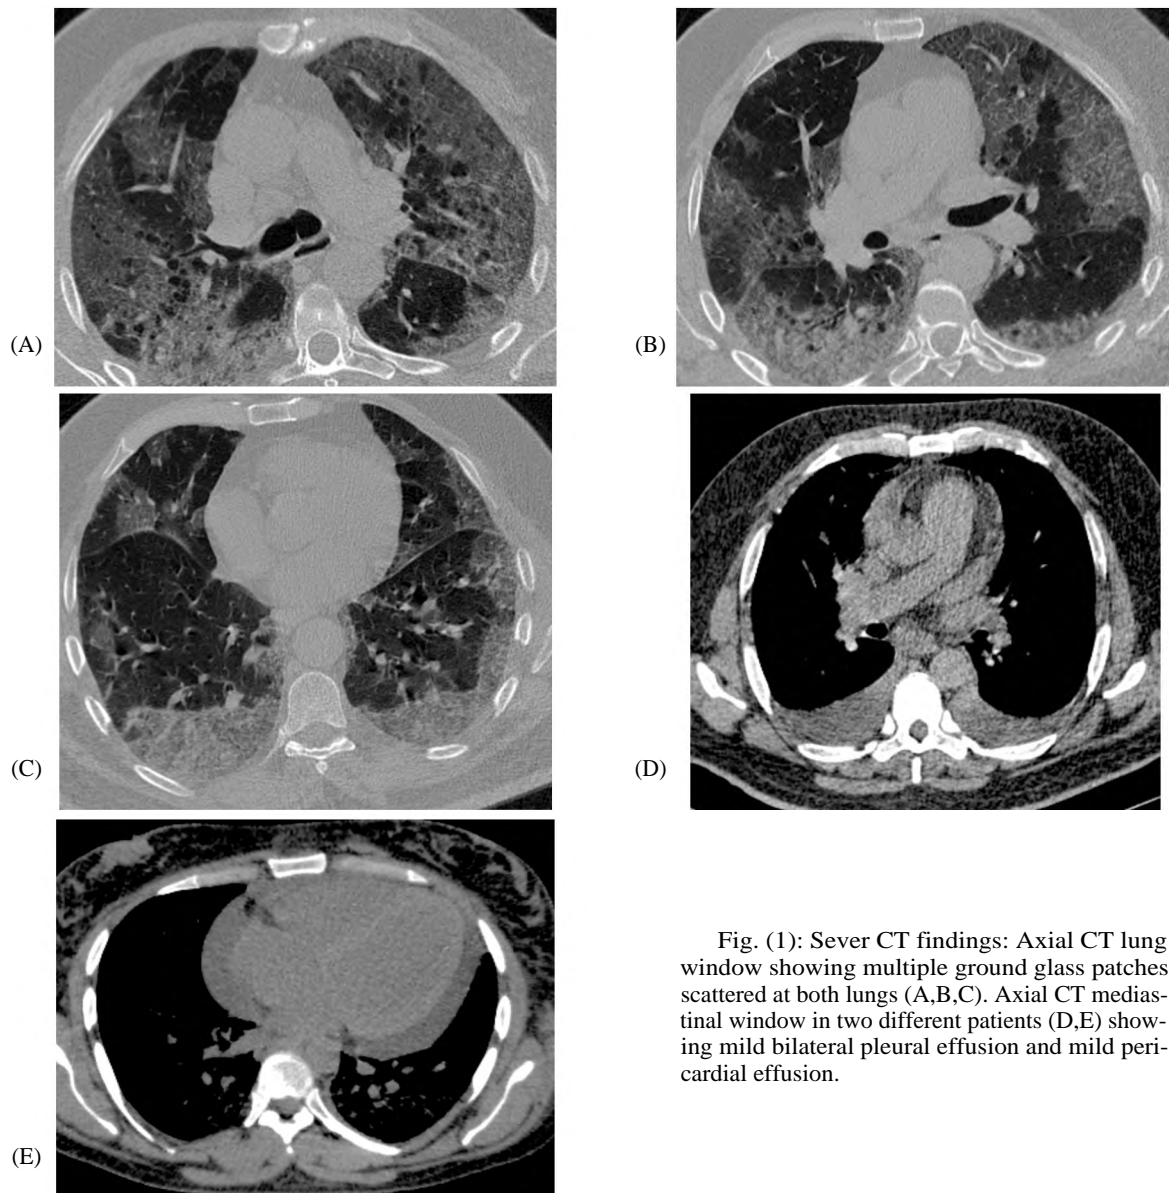 (A)
(B)
(C)
(D)
(E)
Fig. (1): Sever CT findings: Axial CT lung
window showing multiple ground glass patches
scattered at both lungs (A,B,C). Axial CT medias-
tinal window in two different patients (D,E) show-
ing mild bilateral pleural effusion and mild peri-
cardial effusion.